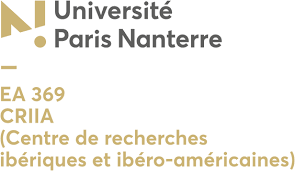 Université
Paris Nanterre
EA 369
CRIIA
(Centre de recherches
ibériques et ibéro-américaines)